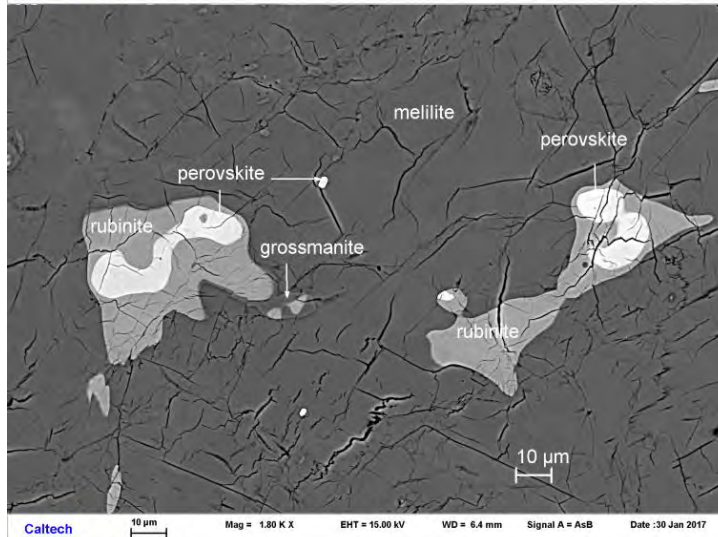 melilite
perovskite
perovskite
rubinite
grossmanite
rubinite
10 µm
Caltech
10 µm
Mag = 1.80 K X
EHT = 15.00 kV
WD = 6.4 mm
Signal A = AsB
Date :30 Jan 2017